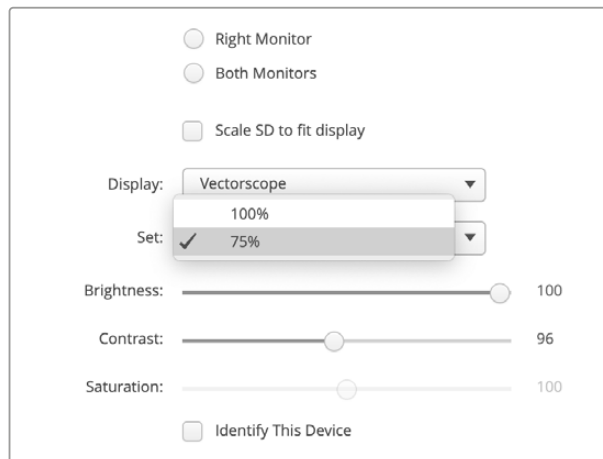 Right Monitor
Both Monitors
Scale SD to fit display
Display: Vectorscope
100%
Set: 75%
Brightness: 100
Contrast: 96
Saturation: 100
Identify This Device